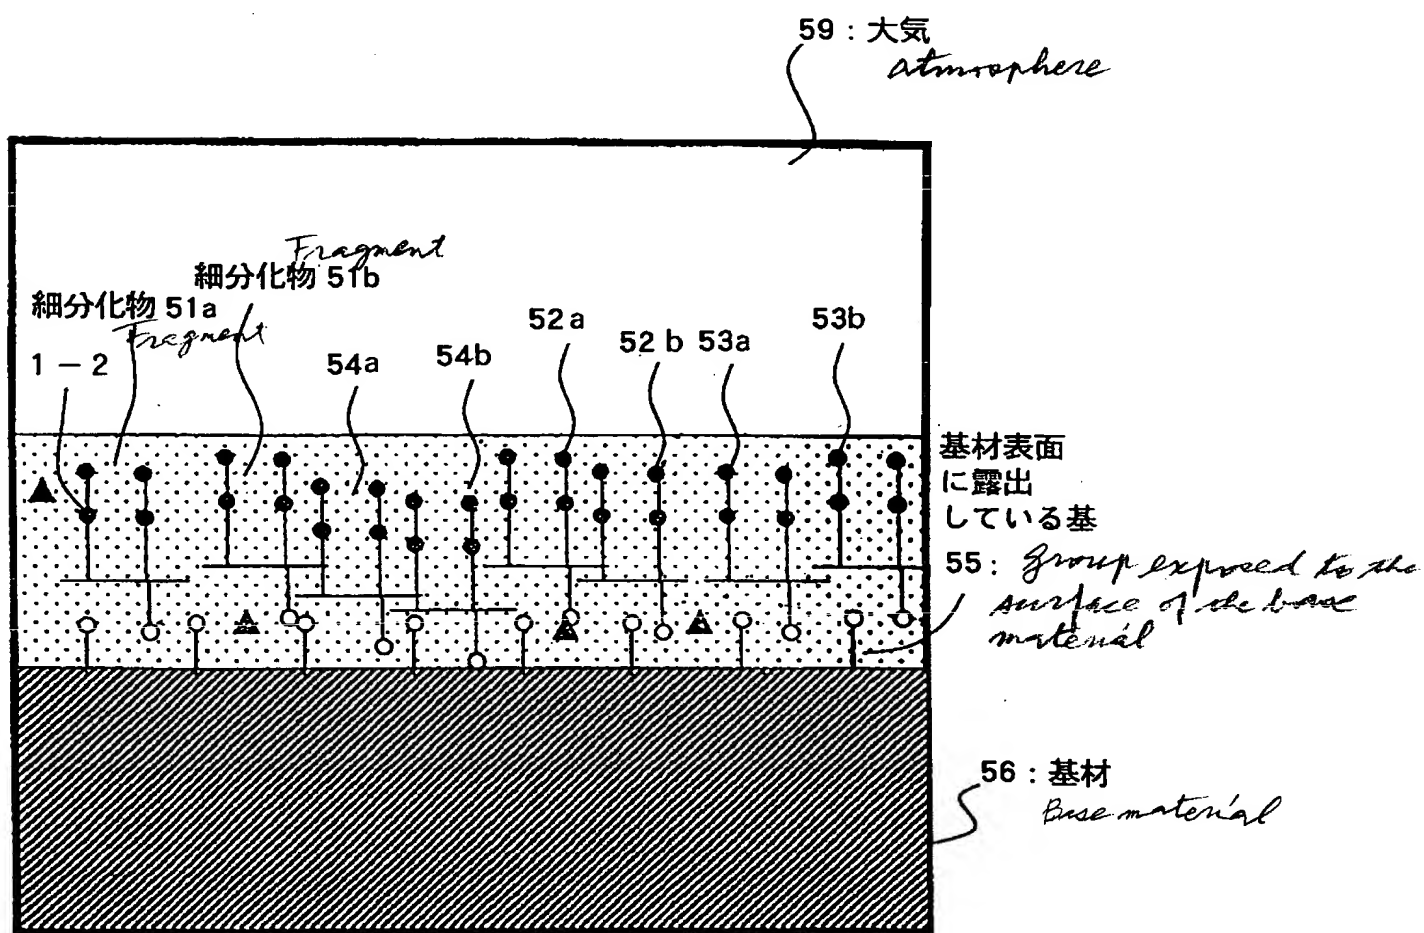 59：大気
atmosphere
Fragment
細分化物 51b
細分化物 51a
Fragment
1－2
54a
54b
52a
52b
53a
53b
基材表面
に露出
している基
55：group exposed to the
surface of the base
material
56：基材
Base material